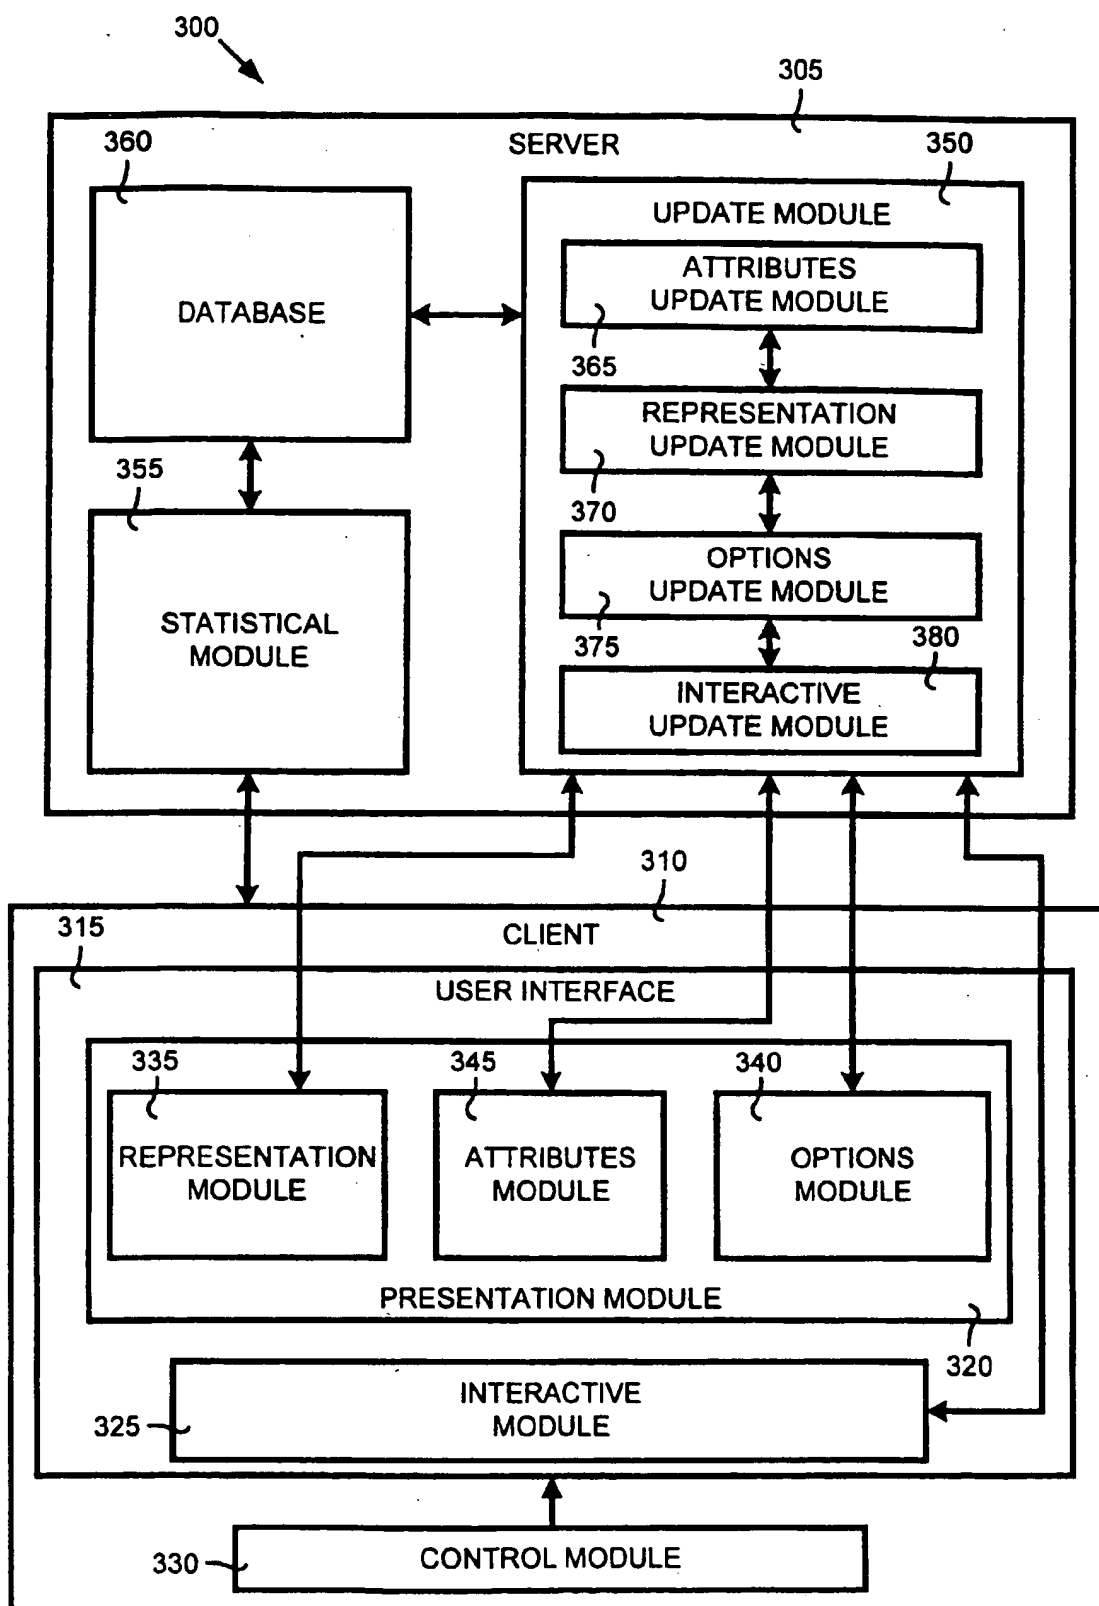 300
305
360
SERVER
350
UPDATE MODULE
ATTRIBUTES
UPDATE MODULE
DATABASE
365
REPRESENTATION
UPDATE MODULE
355
370
OPTIONS
UPDATE MODULE
STATISTICAL
MODULE
375
380
INTERACTIVE
UPDATE MODULE
310
315
CLIENT
USER INTERFACE
335
345
340
REPRESENTATION
MODULE
ATTRIBUTES
MODULE
OPTIONS
MODULE
PRESENTATION MODULE
320
INTERACTIVE
MODULE
325
CONTROL MODULE
330